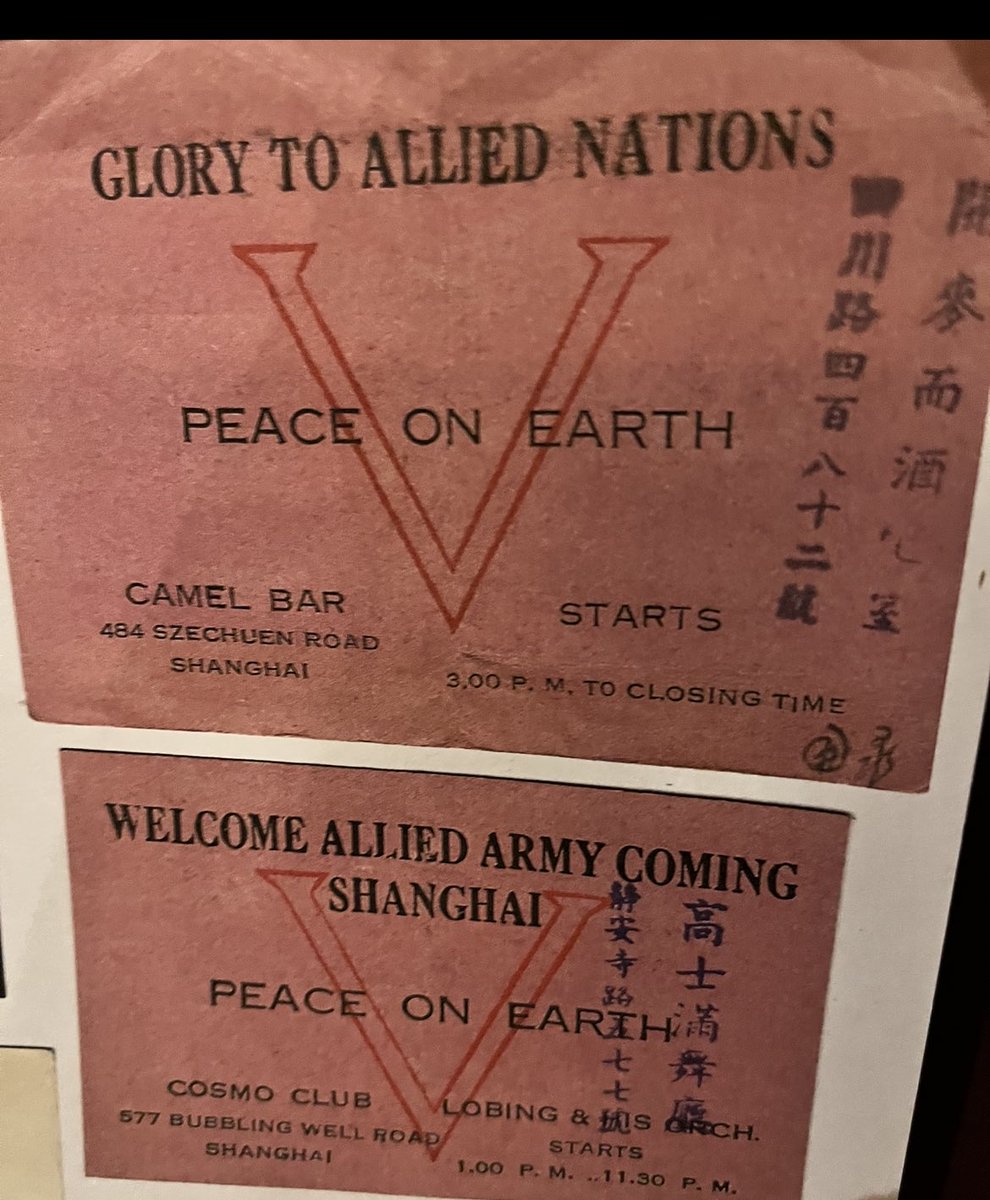 GLORY TO ALLIED NATIONS
PEACE ON EARTH
CAMEL BAR
484 SZECHUEN ROAD
SHANGHAI
STARTS
3.00 P. M. TO CLOSING TIME
開麥而酒室
川路四百八十二號
WELCOME ALLIED ARMY COMING
SHANGHAI
PEACE ON EARTH
COSMO CLUB
577 BUBBLING WELL ROAD
SHANGHAI
LOBING & HIS ORCH.
STARTS
1.00 P. M. ..11.30 P. M.
高士滿舞廳
静安寺路五七七號